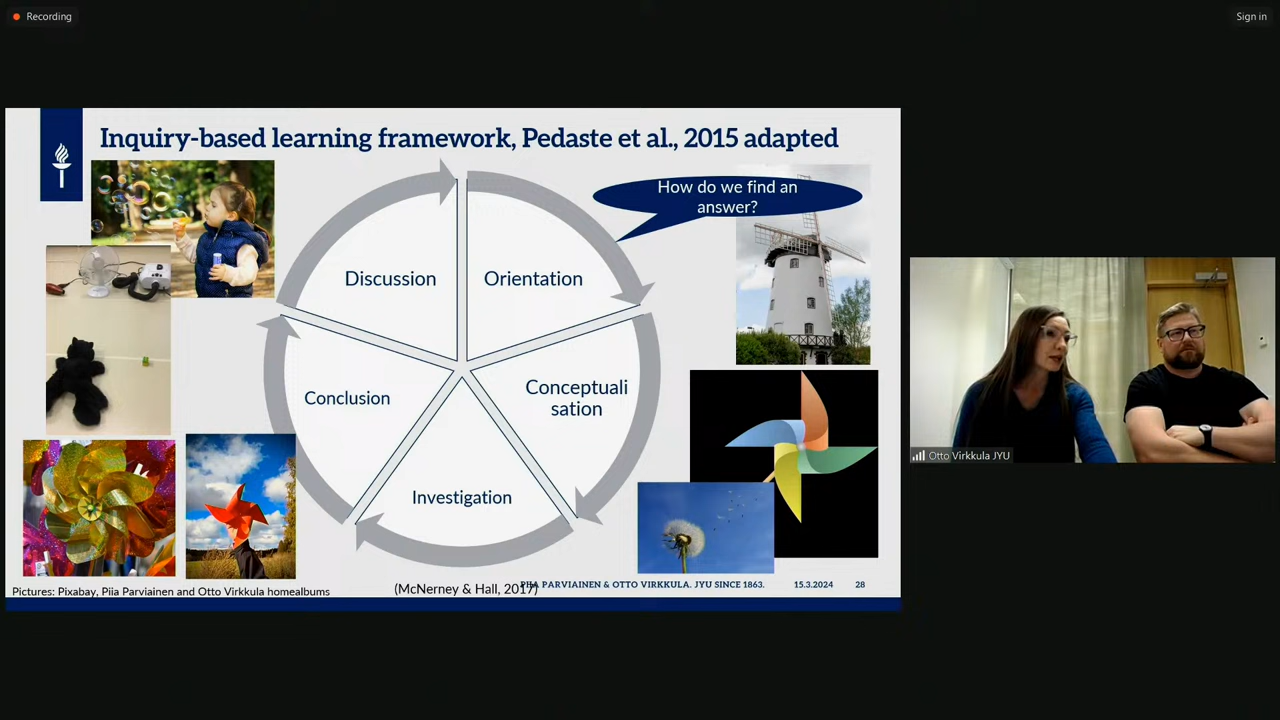 Recording
Sign in
Inquiry-based learning framework, Pedaste et al., 2015 adapted
How do we find an
answer?
Discussion
Orientation
Conclusion
Conceptuali
sation
Investigation
Otto Virkkula JYU
(McNerney & Hall, 2017)
PIIA PARVIAINEN & OTTO VIRKKULA. JYU SINCE 1863.
15.3.2024
28
Pictures: Pixabay, Piia Parviainen and Otto Virkkula homealbums